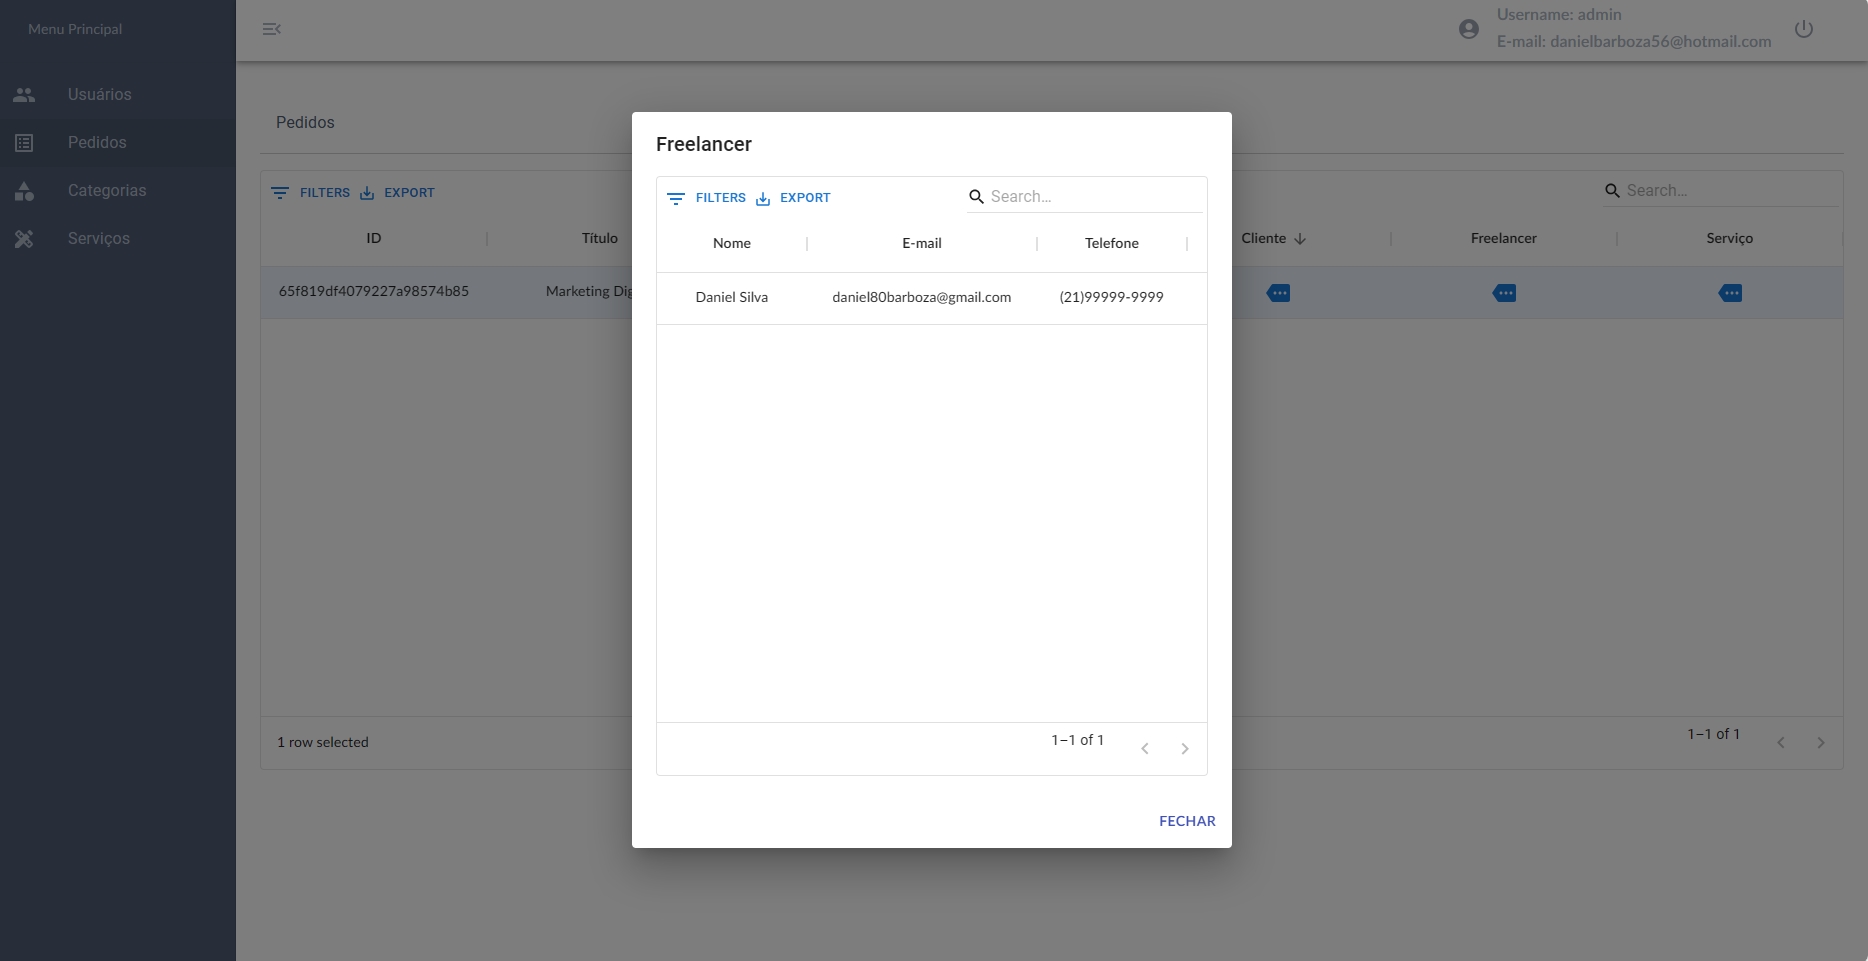 Menu Principal
Username: admin
E-mail: danielbarboza56@hotmail.com
Usuários
Pedidos
Categorias
Serviços
Pedidos
FILTERS EXPORT
Search...
ID Título Cliente Freelancer Serviço
65f819df4079227a98574b85 Marketing Dig
1 row selected
1–1 of 1
Freelancer
FILTERS EXPORT
Search...
Nome E-mail Telefone
Daniel Silva daniel80barboza@gmail.com (21)99999-9999
1–1 of 1
FECHAR